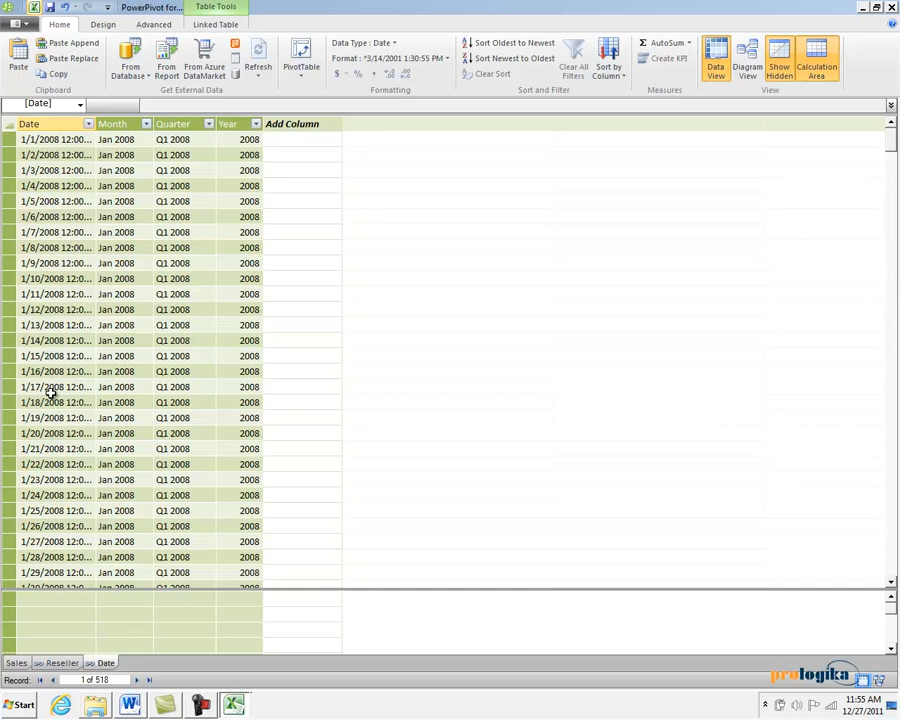 PowerPivot for...
Table Tools
Home
Design
Advanced
Linked Table
Paste
Paste Append
Paste Replace
Copy
Clipboard
From Database
From Report
From Azure DataMarket
Get External Data
Refresh
PivotTable
Data Type : Date
Format : *3/14/2001 1:30:55 PM
$ % , .0 .00
Formatting
Sort Oldest to Newest
Sort Newest to Oldest
Clear Sort
Clear All Filters
Sort by Column
Sort and Filter
AutoSum
Create KPI
Measures
Data View
Diagram View
Show Hidden
Calculation Area
View
[Date]
Date Month Quarter Year Add Column
1/1/2008 12:00... Jan 2008 Q1 2008 2008
1/2/2008 12:00... Jan 2008 Q1 2008 2008
1/3/2008 12:00... Jan 2008 Q1 2008 2008
1/4/2008 12:00... Jan 2008 Q1 2008 2008
1/5/2008 12:00... Jan 2008 Q1 2008 2008
1/6/2008 12:00... Jan 2008 Q1 2008 2008
1/7/2008 12:00... Jan 2008 Q1 2008 2008
1/8/2008 12:00... Jan 2008 Q1 2008 2008
1/9/2008 12:00... Jan 2008 Q1 2008 2008
1/10/2008 12:0... Jan 2008 Q1 2008 2008
1/11/2008 12:0... Jan 2008 Q1 2008 2008
1/12/2008 12:0... Jan 2008 Q1 2008 2008
1/13/2008 12:0... Jan 2008 Q1 2008 2008
1/14/2008 12:0... Jan 2008 Q1 2008 2008
1/15/2008 12:0... Jan 2008 Q1 2008 2008
1/16/2008 12:0... Jan 2008 Q1 2008 2008
1/17/2008 12:0... Jan 2008 Q1 2008 2008
1/18/2008 12:0... Jan 2008 Q1 2008 2008
1/19/2008 12:0... Jan 2008 Q1 2008 2008
1/20/2008 12:0... Jan 2008 Q1 2008 2008
1/21/2008 12:0... Jan 2008 Q1 2008 2008
1/22/2008 12:0... Jan 2008 Q1 2008 2008
1/23/2008 12:0... Jan 2008 Q1 2008 2008
1/24/2008 12:0... Jan 2008 Q1 2008 2008
1/25/2008 12:0... Jan 2008 Q1 2008 2008
1/26/2008 12:0... Jan 2008 Q1 2008 2008
1/27/2008 12:0... Jan 2008 Q1 2008 2008
1/28/2008 12:0... Jan 2008 Q1 2008 2008
1/29/2008 12:0... Jan 2008 Q1 2008 2008
Sales Reseller Date
Record: 1 of 518
prologika
Start
11:55 AM
12/27/2011